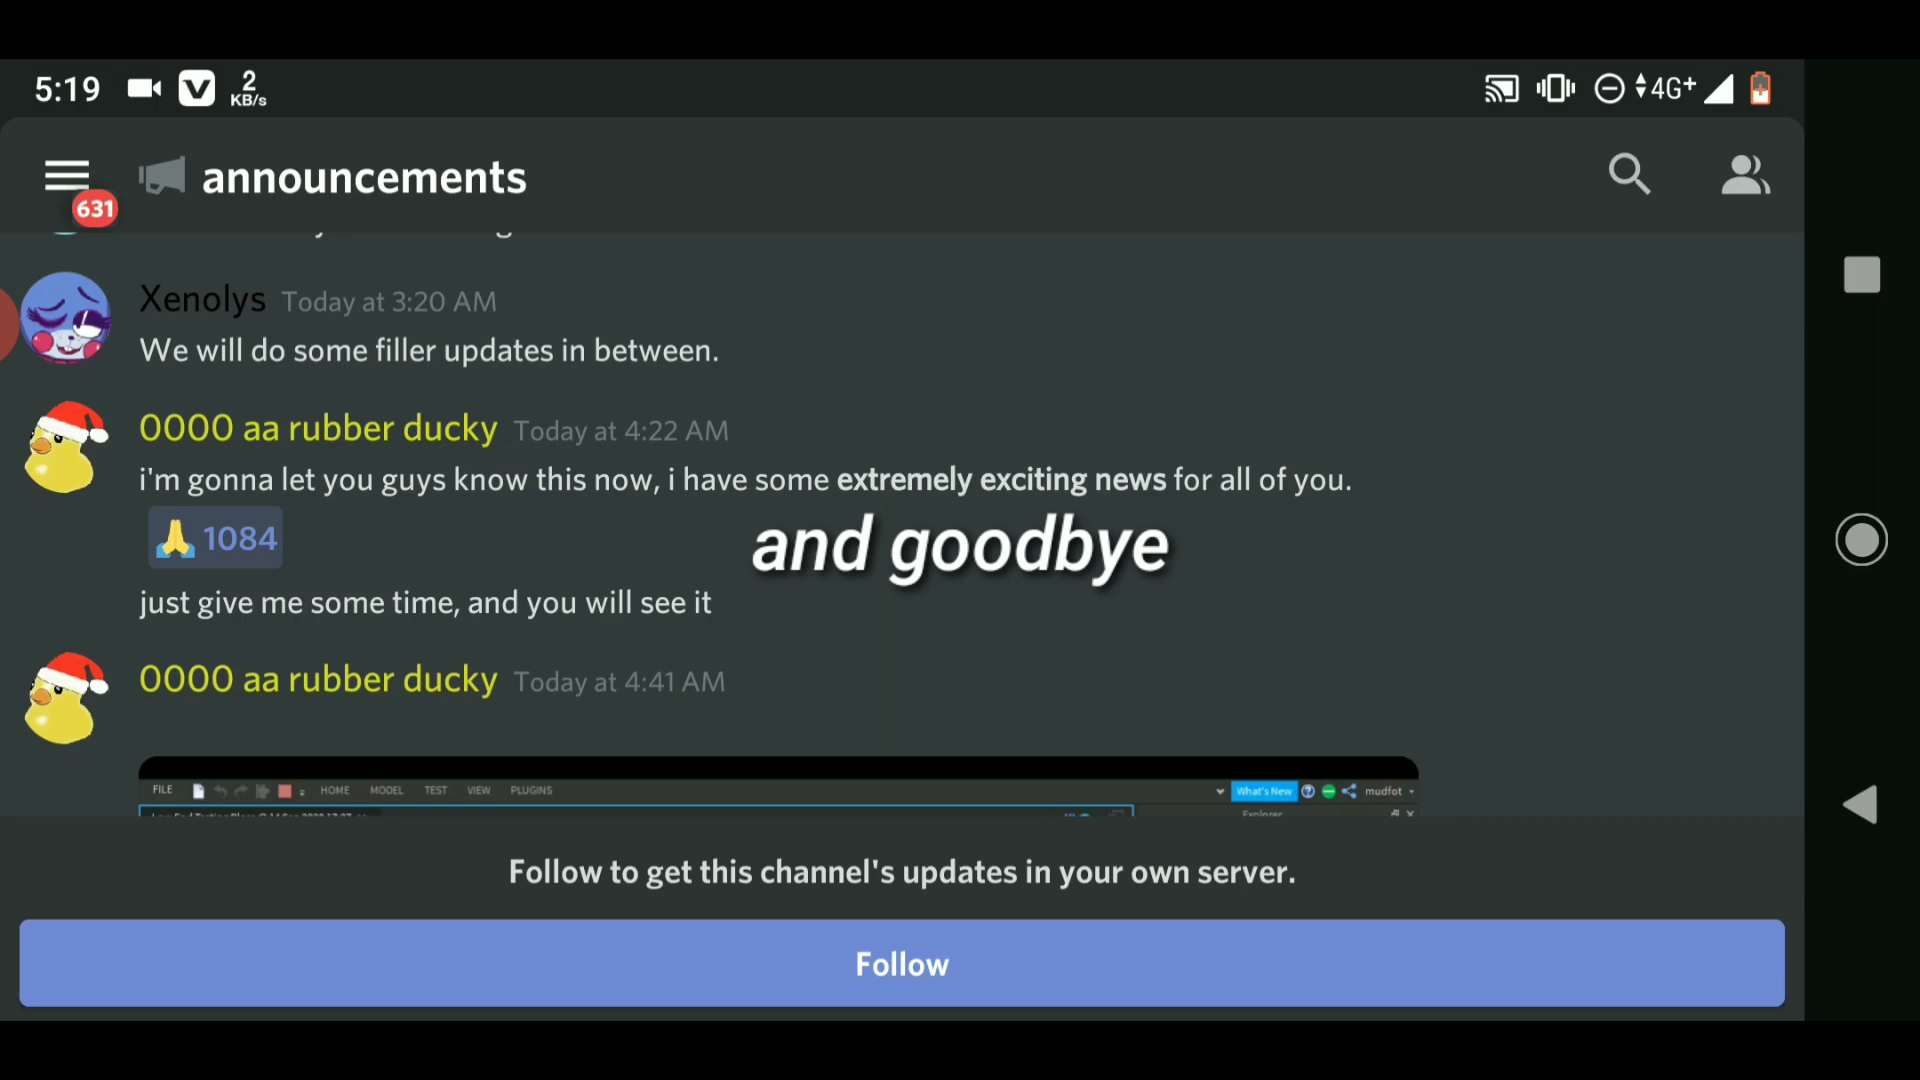 5:19 V 2 KB/s 4G+
631
announcements
Xenolys Today at 3:20 AM
We will do some filler updates in between.
0000 aa rubber ducky Today at 4:22 AM
i'm gonna let you guys know this now, i have some extremely exciting news for all of you.
🙏 1084
and goodbye
just give me some time, and you will see it
0000 aa rubber ducky Today at 4:41 AM
FILE HOME MODEL TEST VIEW PLUGINS What's New mudfot
Explorer
Follow to get this channel's updates in your own server.
Follow